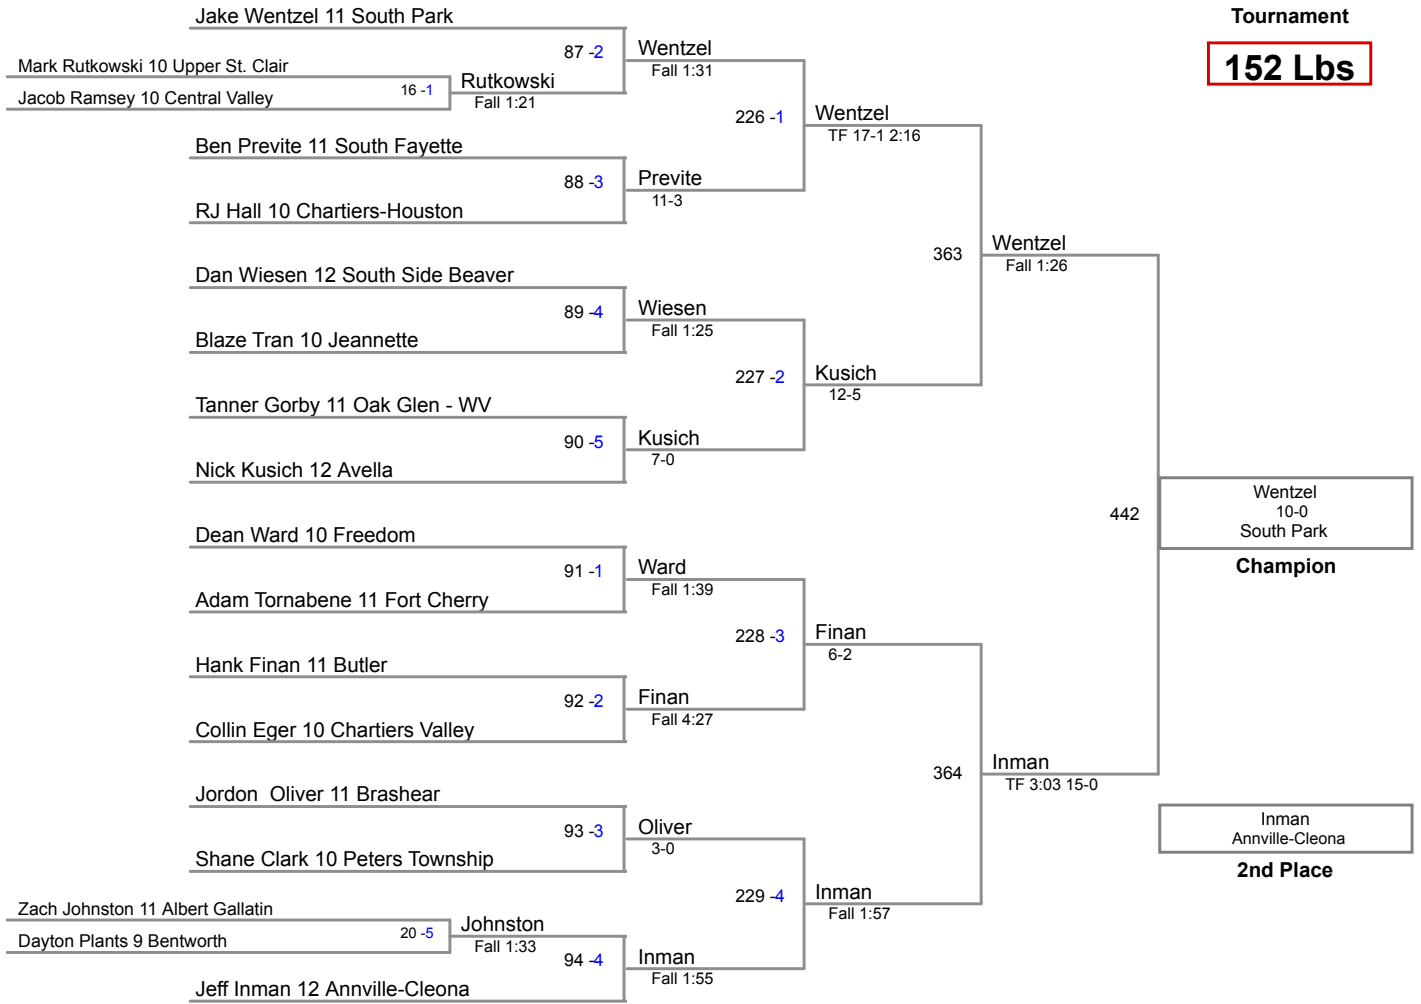 Jake Wentzel 11 South Park
Tournament
152 Lbs
87 -2
Wentzel
Fall 1:31
Mark Rutkowski 10 Upper St. Clair
16 -1
Rutkowski
Fall 1:21
Jacob Ramsey 10 Central Valley
226 -1
Wentzel
TF 17-1 2:16
Ben Previte 11 South Fayette
88 -3
Previte
11-3
RJ Hall 10 Chartiers-Houston
363
Wentzel
Fall 1:26
Dan Wiesen 12 South Side Beaver
89 -4
Wiesen
Fall 1:25
Blaze Tran 10 Jeannette
227 -2
Kusich
12-5
Tanner Gorby 11 Oak Glen - WV
90 -5
Kusich
7-0
Nick Kusich 12 Avella
442
Wentzel
10-0
South Park
Champion
Dean Ward 10 Freedom
91 -1
Ward
Fall 1:39
Adam Tornabene 11 Fort Cherry
228 -3
Finan
6-2
Hank Finan 11 Butler
92 -2
Finan
Fall 4:27
Collin Eger 10 Chartiers Valley
364
Inman
TF 3:03 15-0
Jordon  Oliver 11 Brashear
93 -3
Oliver
3-0
Shane Clark 10 Peters Township
Inman
Annville-Cleona
2nd Place
229 -4
Inman
Fall 1:57
Zach Johnston 11 Albert Gallatin
20 -5
Johnston
Fall 1:33
Dayton Plants 9 Bentworth
94 -4
Inman
Fall 1:55
Jeff Inman 12 Annville-Cleona